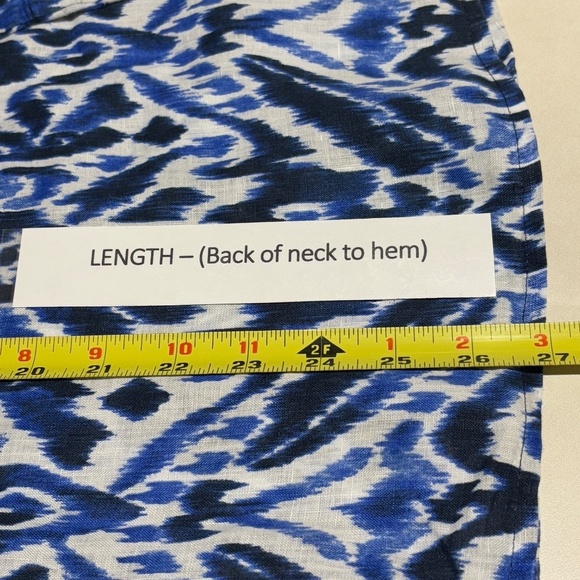 LENGTH – (Back of neck to hem)
8 9 10 11 2F 1 2 3
20 21 22 23 24 25 26 27